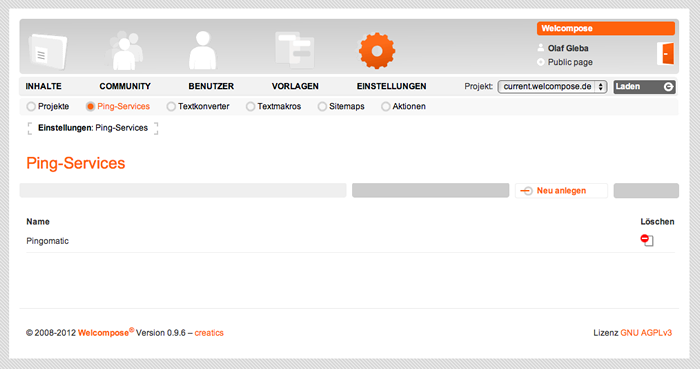 Welcompose
Olaf Gleba
Public page
INHALTE COMMUNITY BENUTZER VORLAGEN EINSTELLUNGEN Projekt: current.welcompose.de Laden
Projekte Ping-Services Textkonverter Textmakros Sitemaps Aktionen
Einstellungen: Ping-Services
Ping-Services
Neu anlegen
Name Löschen
Pingomatic
© 2008-2012 Welcompose® Version 0.9.6 – creatics Lizenz GNU AGPLv3